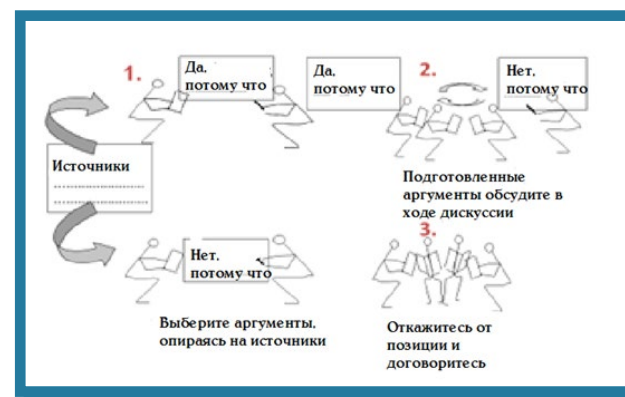 1.
Да,
потому что
Да,
потому что
2.
Нет,
потому что
Источники
Подготовленные
аргументы обсудите в
ходе дискуссии
3.
Нет,
потому что
Выберите аргументы,
опираясь на источники
Откажитесь от
позиции и
договоритесь